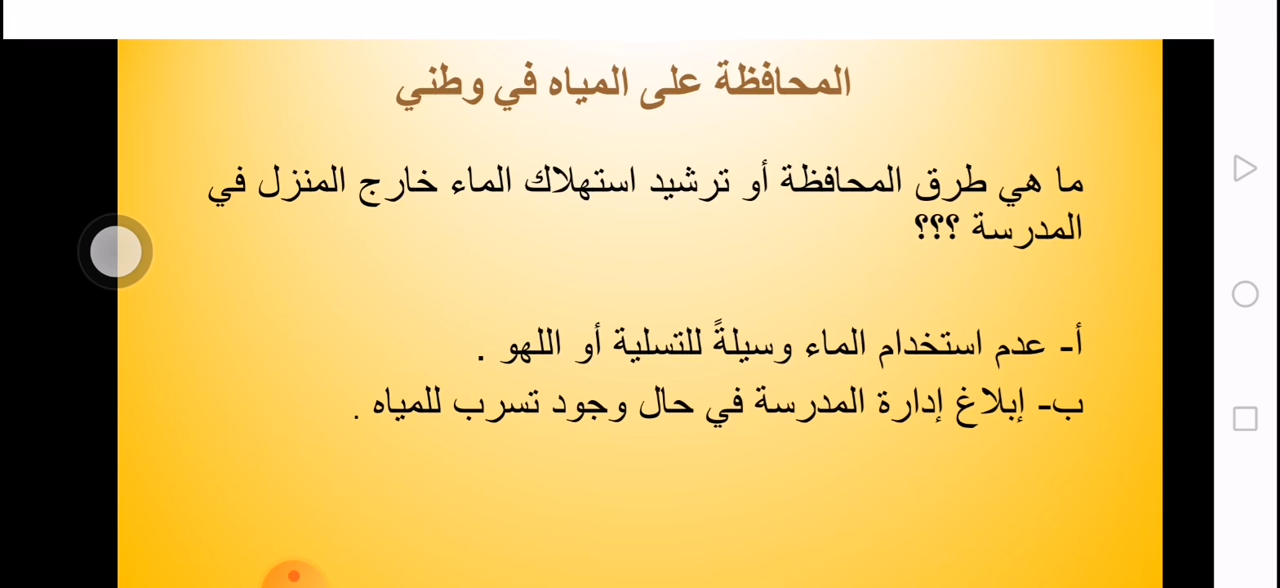 المحافظة على المياه في وطني
ما هي طرق المحافظة أو ترشيد استهلاك الماء خارج المنزل في
المدرسة ؟؟؟
أ- عدم استخدام الماء وسيلةً للتسلية أو اللهو .
ب- إبلاغ إدارة المدرسة في حال وجود تسرب للمياه .